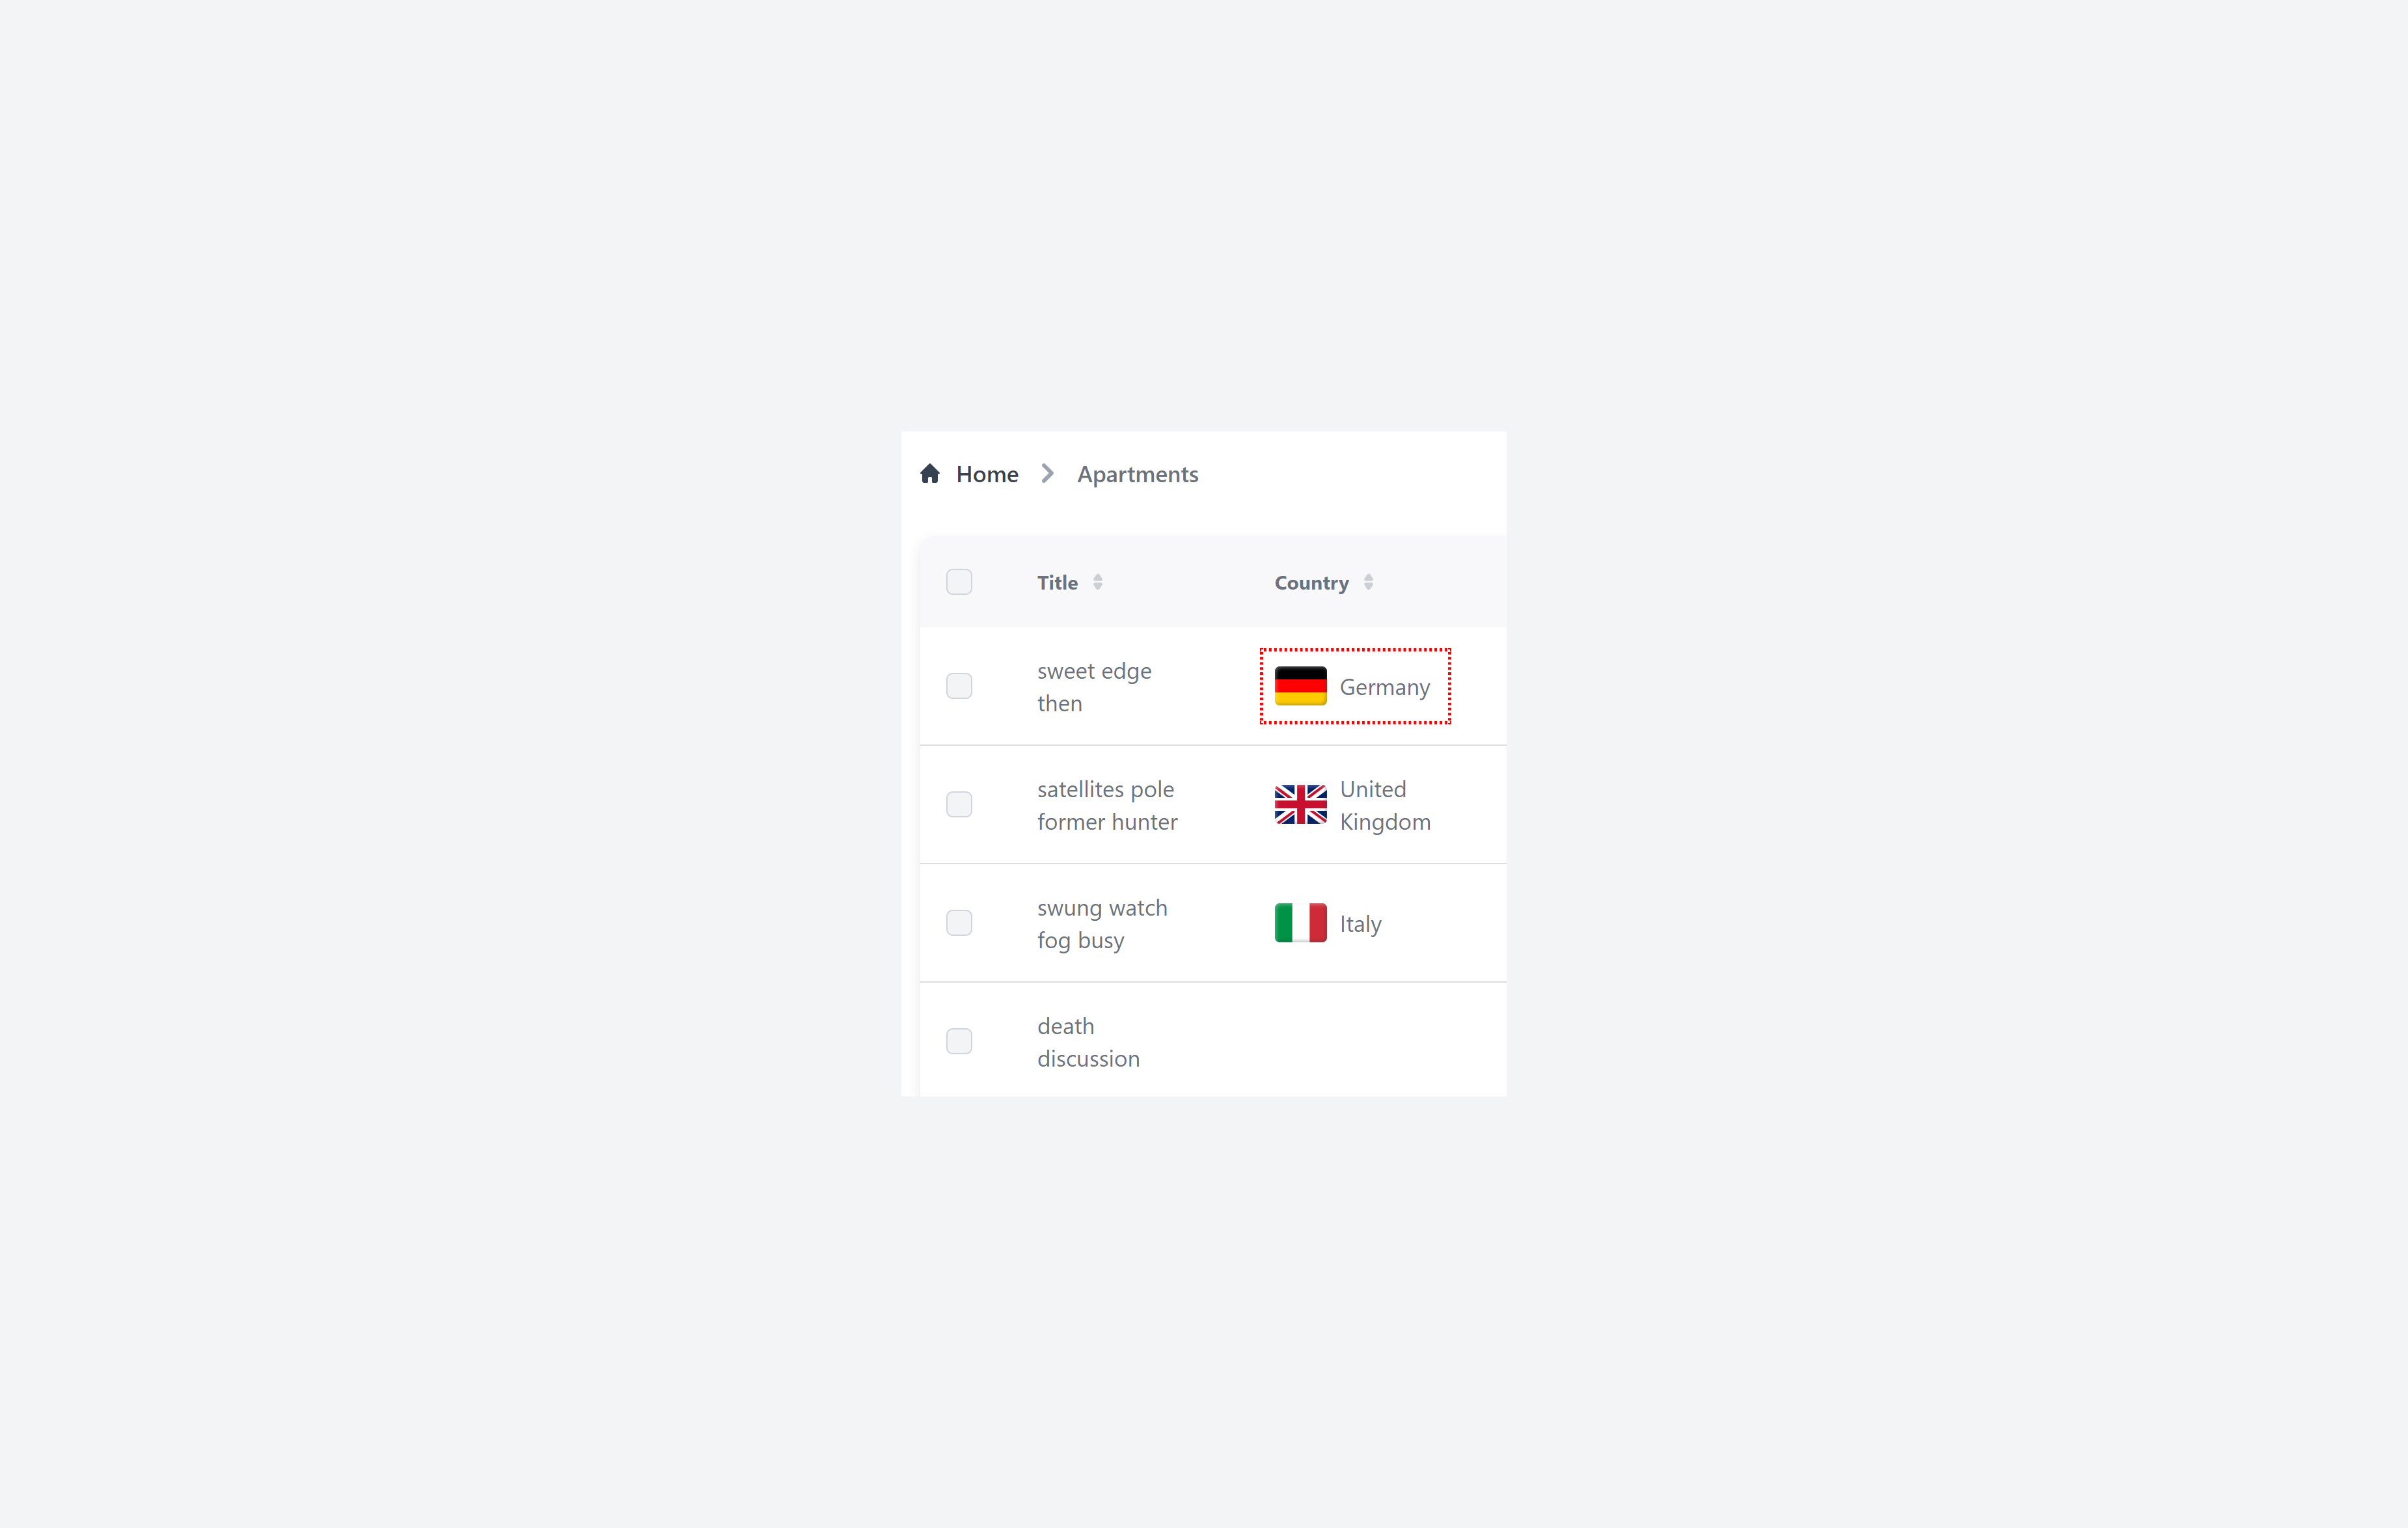 Home Apartments
Title Country
sweet edge
then
Germany
satellites pole
former hunter
United
Kingdom
swung watch
fog busy
Italy
death
discussion